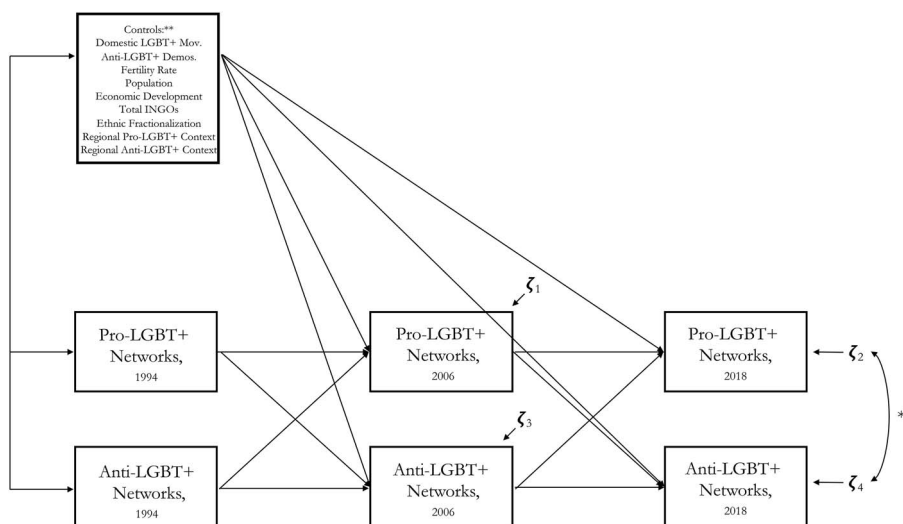 Controls:**
Domestic LGBT+ Mov.
Anti-LGBT+ Demos.
Fertility Rate
Population
Economic Development
Total INGOs
Ethnic Fractionalization
Regional Pro-LGBT+ Context
Regional Anti-LGBT+ Context
ζ1
Pro-LGBT+
Networks,
1994
Pro-LGBT+
Networks,
2006
Pro-LGBT+
Networks,
2018
ζ2
*
ζ3
Anti-LGBT+
Networks,
1994
Anti-LGBT+
Networks,
2006
Anti-LGBT+
Networks,
2018
ζ4